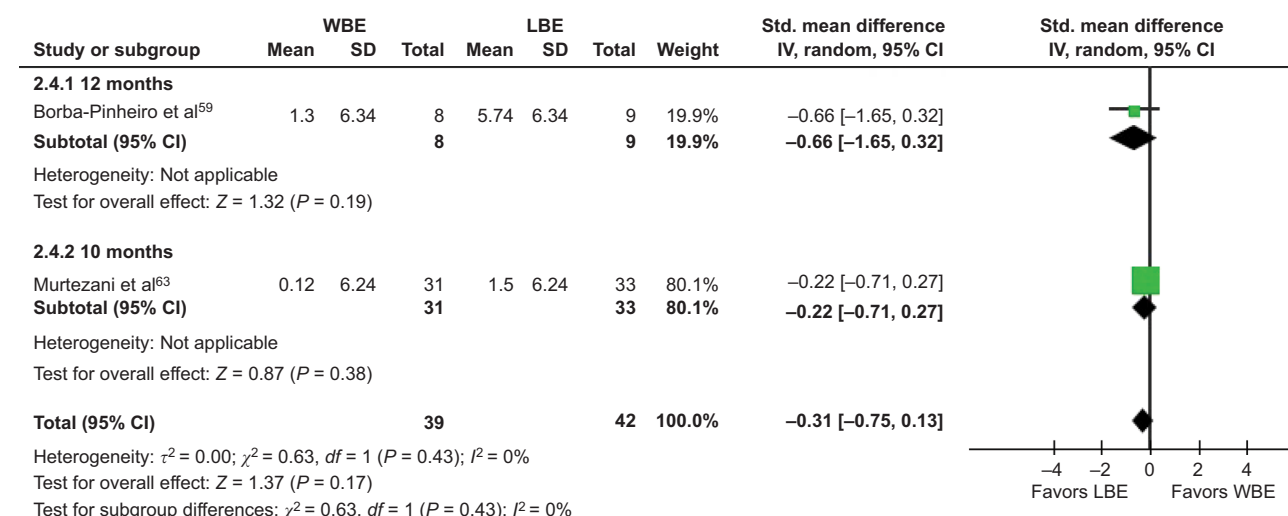 WBE LBE Std. mean difference Std. mean difference
Study or subgroup Mean SD Total Mean SD Total Weight IV, random, 95% CI IV, random, 95% CI
2.4.1 12 months
Borba-Pinheiro et al⁵⁹ 1.3 6.34 8 5.74 6.34 9 19.9% –0.66 [–1.65, 0.32]
Subtotal (95% CI) 8 9 19.9% –0.66 [–1.65, 0.32]
Heterogeneity: Not applicable
Test for overall effect: Z = 1.32 (P = 0.19)
2.4.2 10 months
Murtezani et al⁶³ 0.12 6.24 31 1.5 6.24 33 80.1% –0.22 [–0.71, 0.27]
Subtotal (95% CI) 31 33 80.1% –0.22 [–0.71, 0.27]
Heterogeneity: Not applicable
Test for overall effect: Z = 0.87 (P = 0.38)
Total (95% CI) 39 42 100.0% –0.31 [–0.75, 0.13]
Heterogeneity: τ² = 0.00; χ² = 0.63, df = 1 (P = 0.43); I² = 0%
Test for overall effect: Z = 1.37 (P = 0.17)
Test for subgroup differences: χ² = 0.63, df = 1 (P = 0.43); I² = 0%
–4 –2 0 2 4
Favors LBE Favors WBE